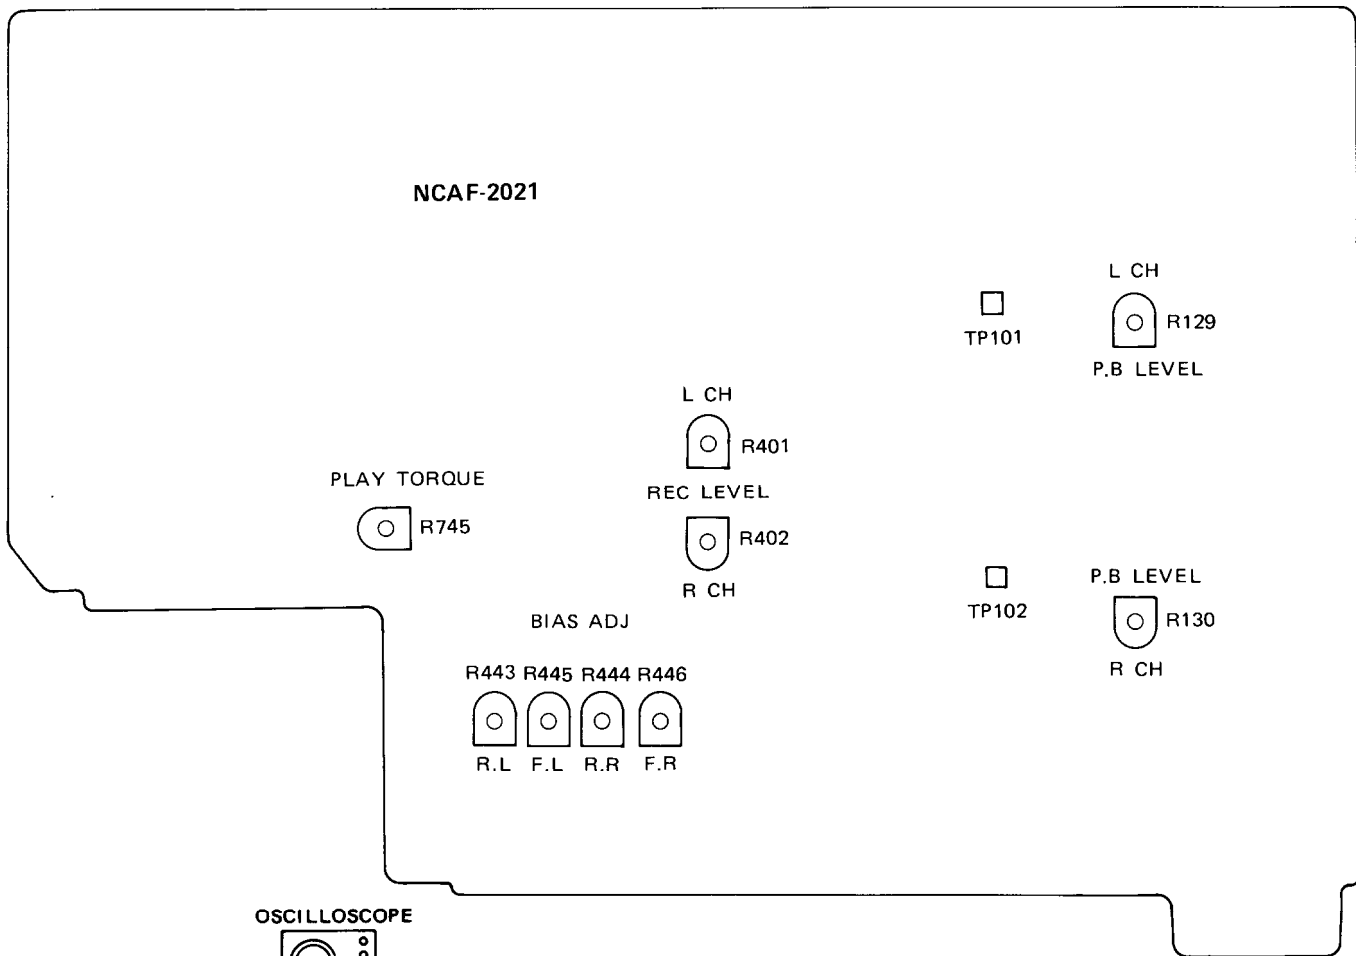 NCAF-2021
L CH
TP101
R129
P.B LEVEL
L CH
R401
PLAY TORQUE
REC LEVEL
R745
R402
R CH
P.B LEVEL
TP102
R130
R CH
BIAS ADJ
R443 R445 R444 R446
R.L F.L R.R F.R
OSCILLOSCOPE